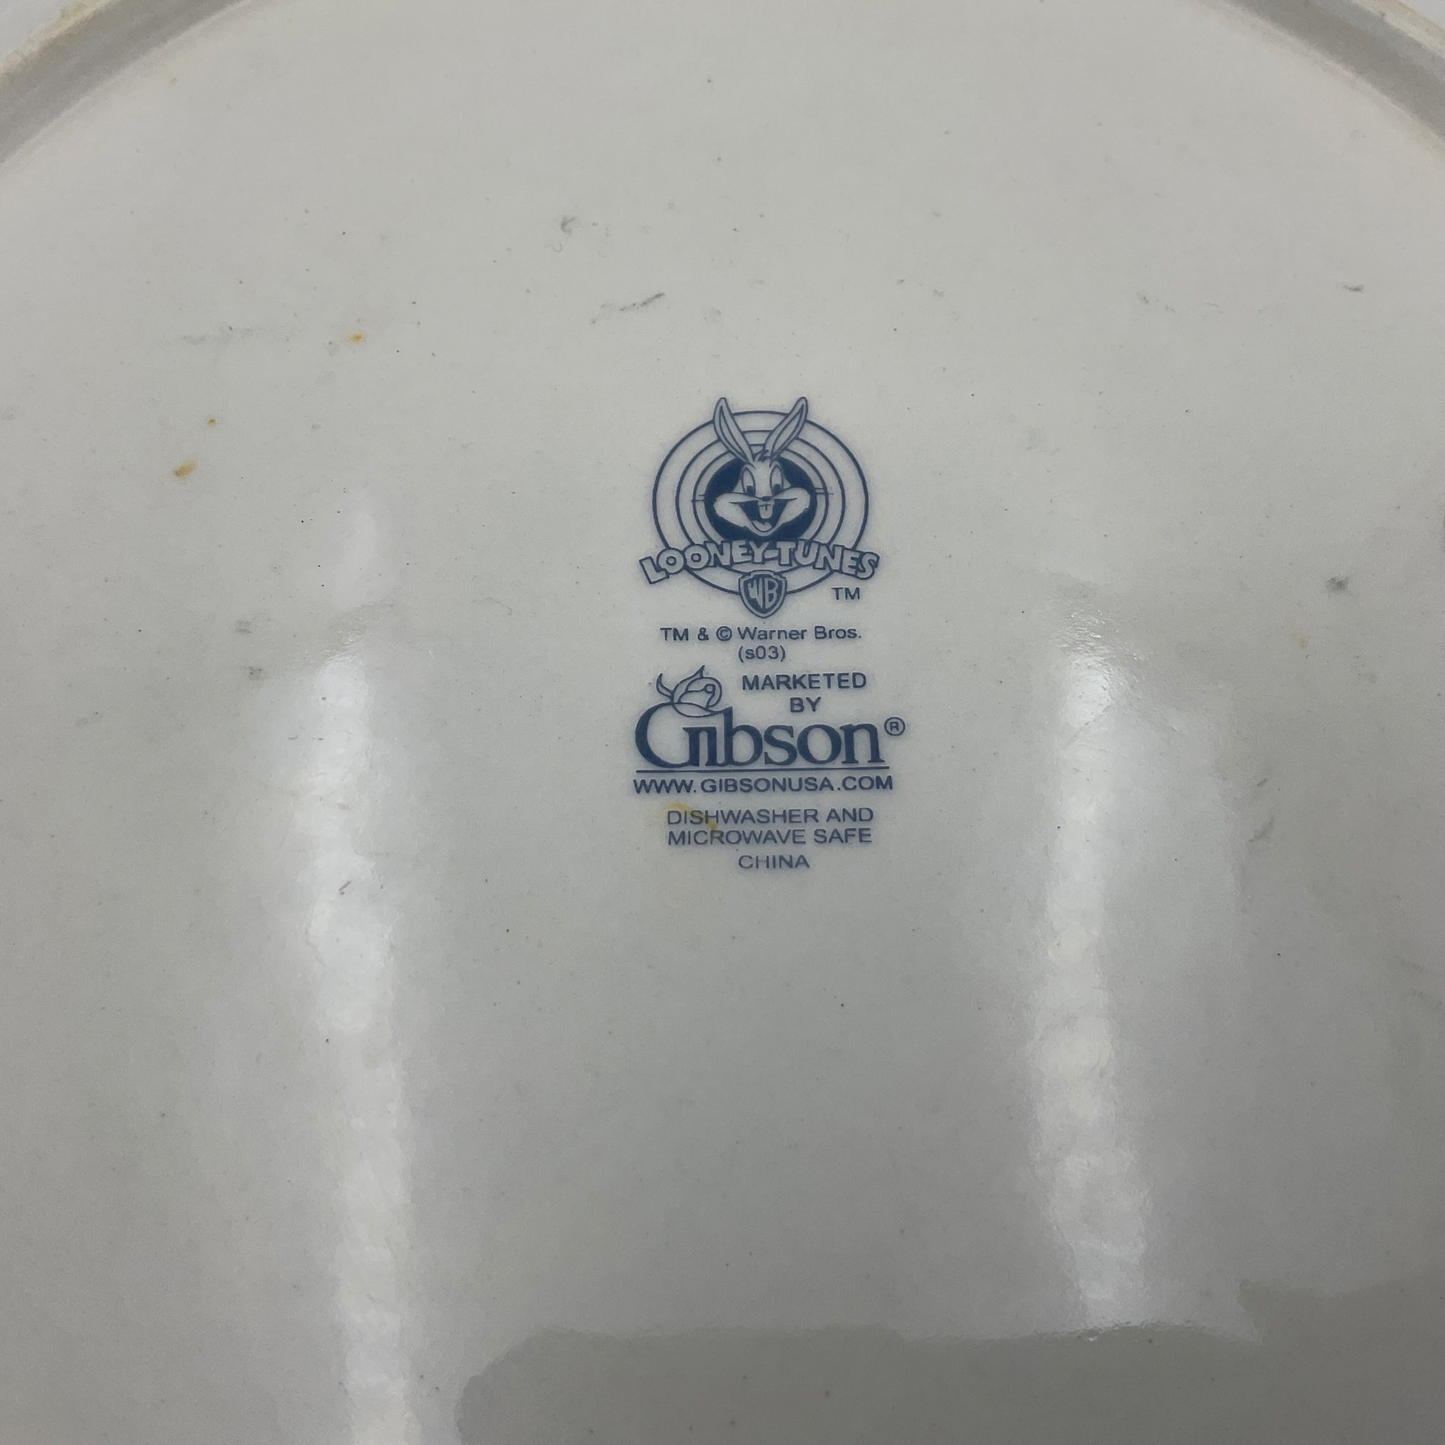 LOONEY TUNES
WB
TM
TM & © Warner Bros.
(s03)
MARKETED
BY
Gibson®
WWW.GIBSONUSA.COM
DISHWASHER AND
MICROWAVE SAFE
CHINA